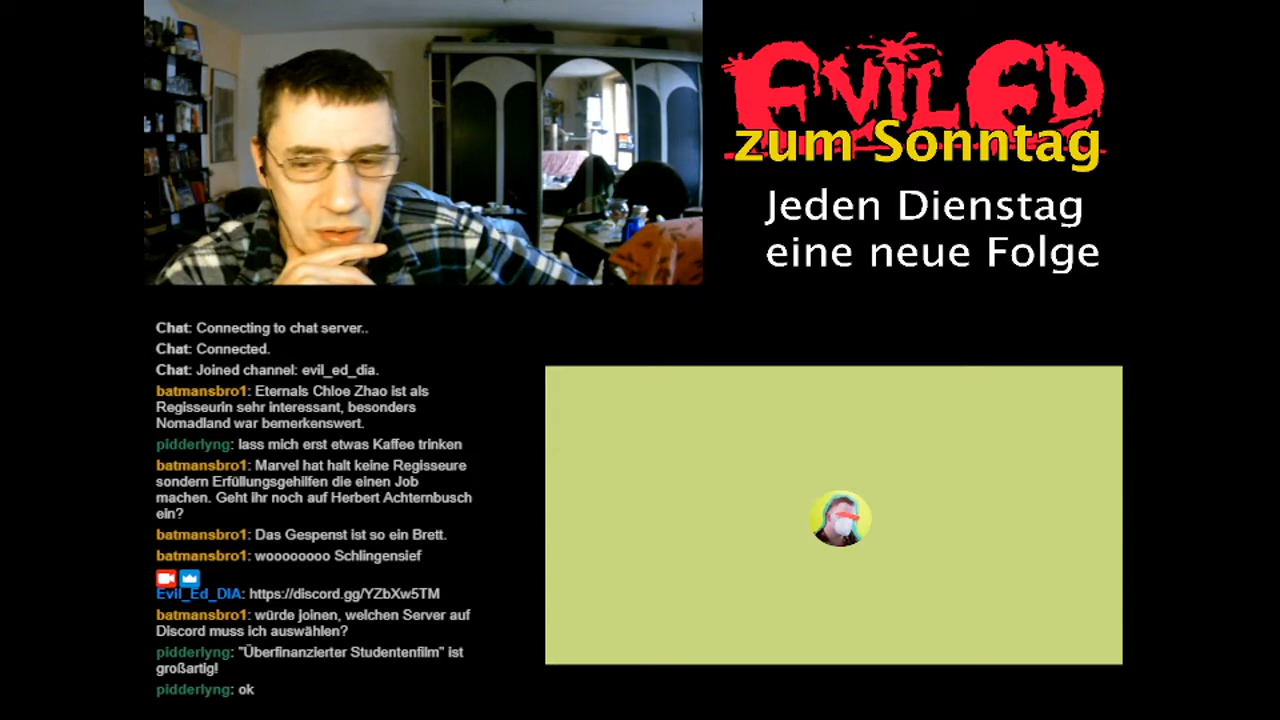 EVIL ED
zum Sonntag
Jeden Dienstag
eine neue Folge
Chat: Connecting to chat server..
Chat: Connected.
Chat: Joined channel: evil_ed_dia.
batmansbro1: Eternals Chloe Zhao ist als
Regisseurin sehr interessant, besonders
Nomadland war bemerkenswert.
pidderlyng: lass mich erst etwas Kaffee trinken
batmansbro1: Marvel hat halt keine Regisseure
sondern Erfüllungsgehilfen die einen Job
machen. Geht ihr noch auf Herbert Achternbusch
ein?
batmansbro1: Das Gespenst ist so ein Brett.
batmansbro1: woooooooo Schlingensief
Evil_Ed_DIA: https://discord.gg/YZbXw5TM
batmansbro1: würde joinen, welchen Server auf
Discord muss ich auswählen?
pidderlyng: "Überfinanzierter Studentenfilm" ist
großartig!
pidderlyng: ok